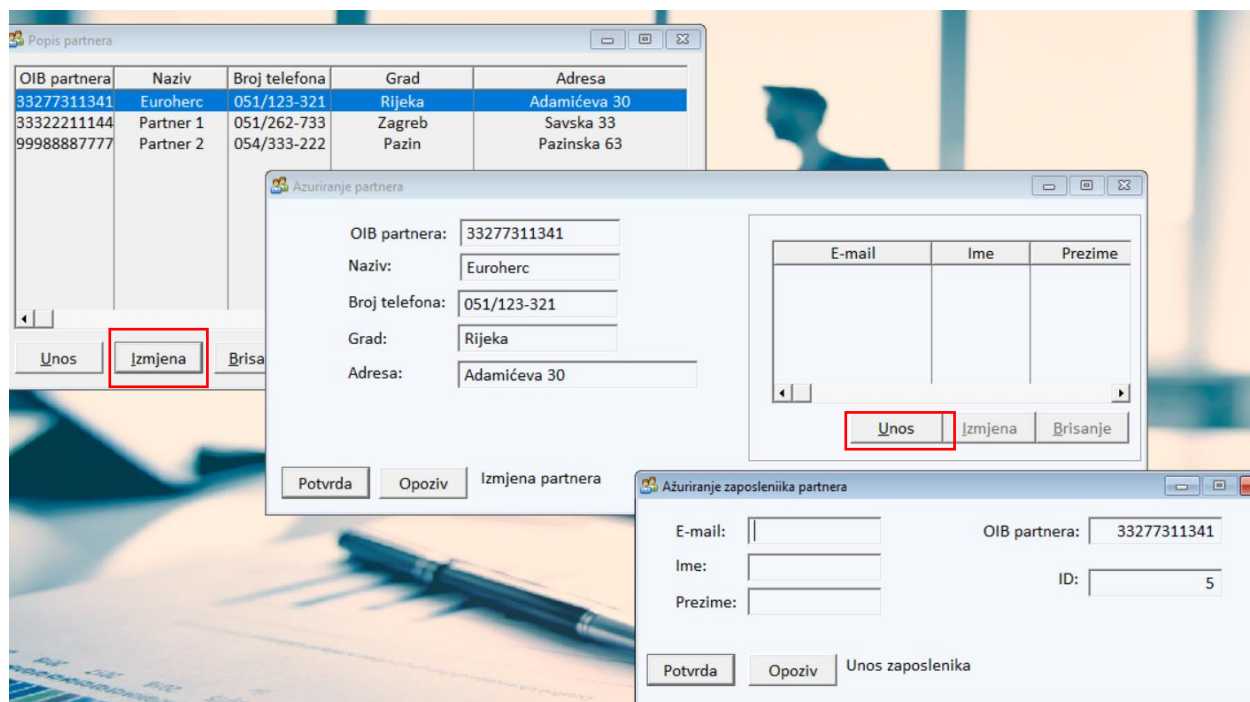 Popis partnera
OIB partnera Naziv Broj telefona Grad Adresa
33277311341 Euroherc 051/123-321 Rijeka Adamićeva 30
33322211144 Partner 1 051/262-733 Zagreb Savska 33
99988887777 Partner 2 054/333-222 Pazin Pazinska 63
Unos Izmjena Brisa
Azuriranje partnera
OIB partnera: 33277311341
Naziv: Euroherc
Broj telefona: 051/123-321
Grad: Rijeka
Adresa: Adamićeva 30
E-mail Ime Prezime
Unos Izmjena Brisanje
Potvrda Opoziv Izmjena partnera
Ažuriranje zaposleniika partnera
E-mail: OIB partnera: 33277311341
Ime: ID: 5
Prezime:
Potvrda Opoziv Unos zaposlenika